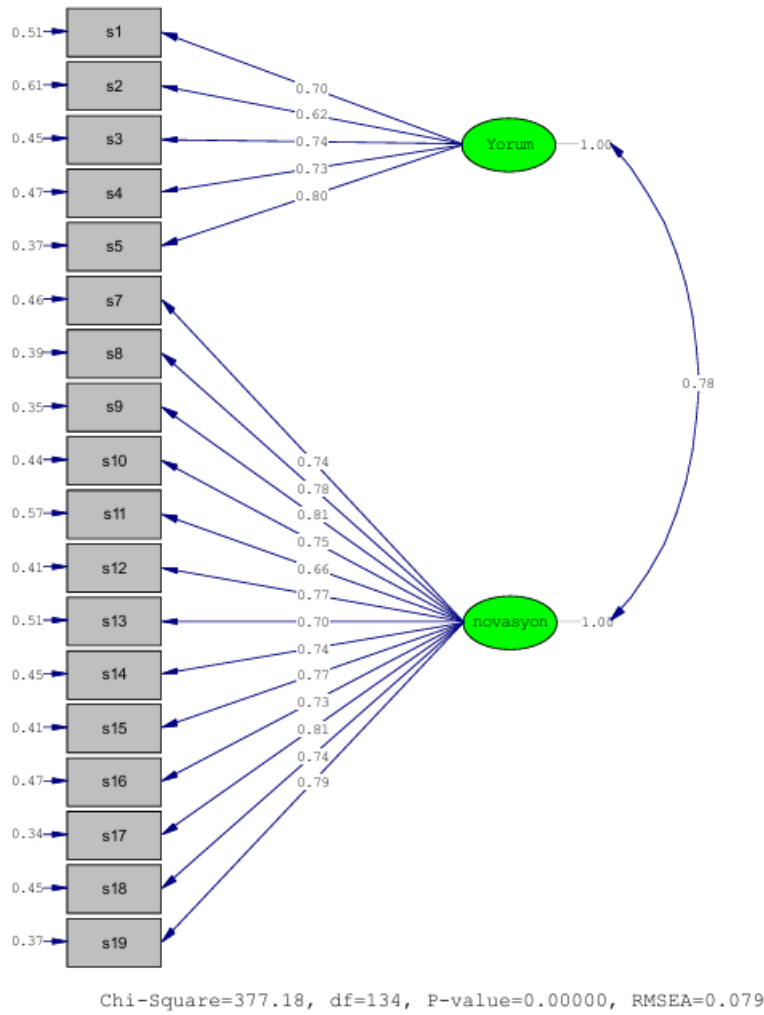 0.51 s1
0.70
0.61 s2
0.62
0.45 s3
0.74
Yorum 1.00
0.73
0.47 s4
0.80
0.37 s5
0.46 s7
0.39 s8
0.78
0.35 s9
0.44 s10
0.74
0.78
0.57 s11
0.81
0.75
0.41 s12
0.66
0.77
0.51 s13
0.70
novasyon 1.00
0.74
0.45 s14
0.77
0.73
0.41 s15
0.81
0.74
0.47 s16
0.79
0.34 s17
0.45 s18
0.37 s19
Chi-Square=377.18, df=134, P-value=0.00000, RMSEA=0.079